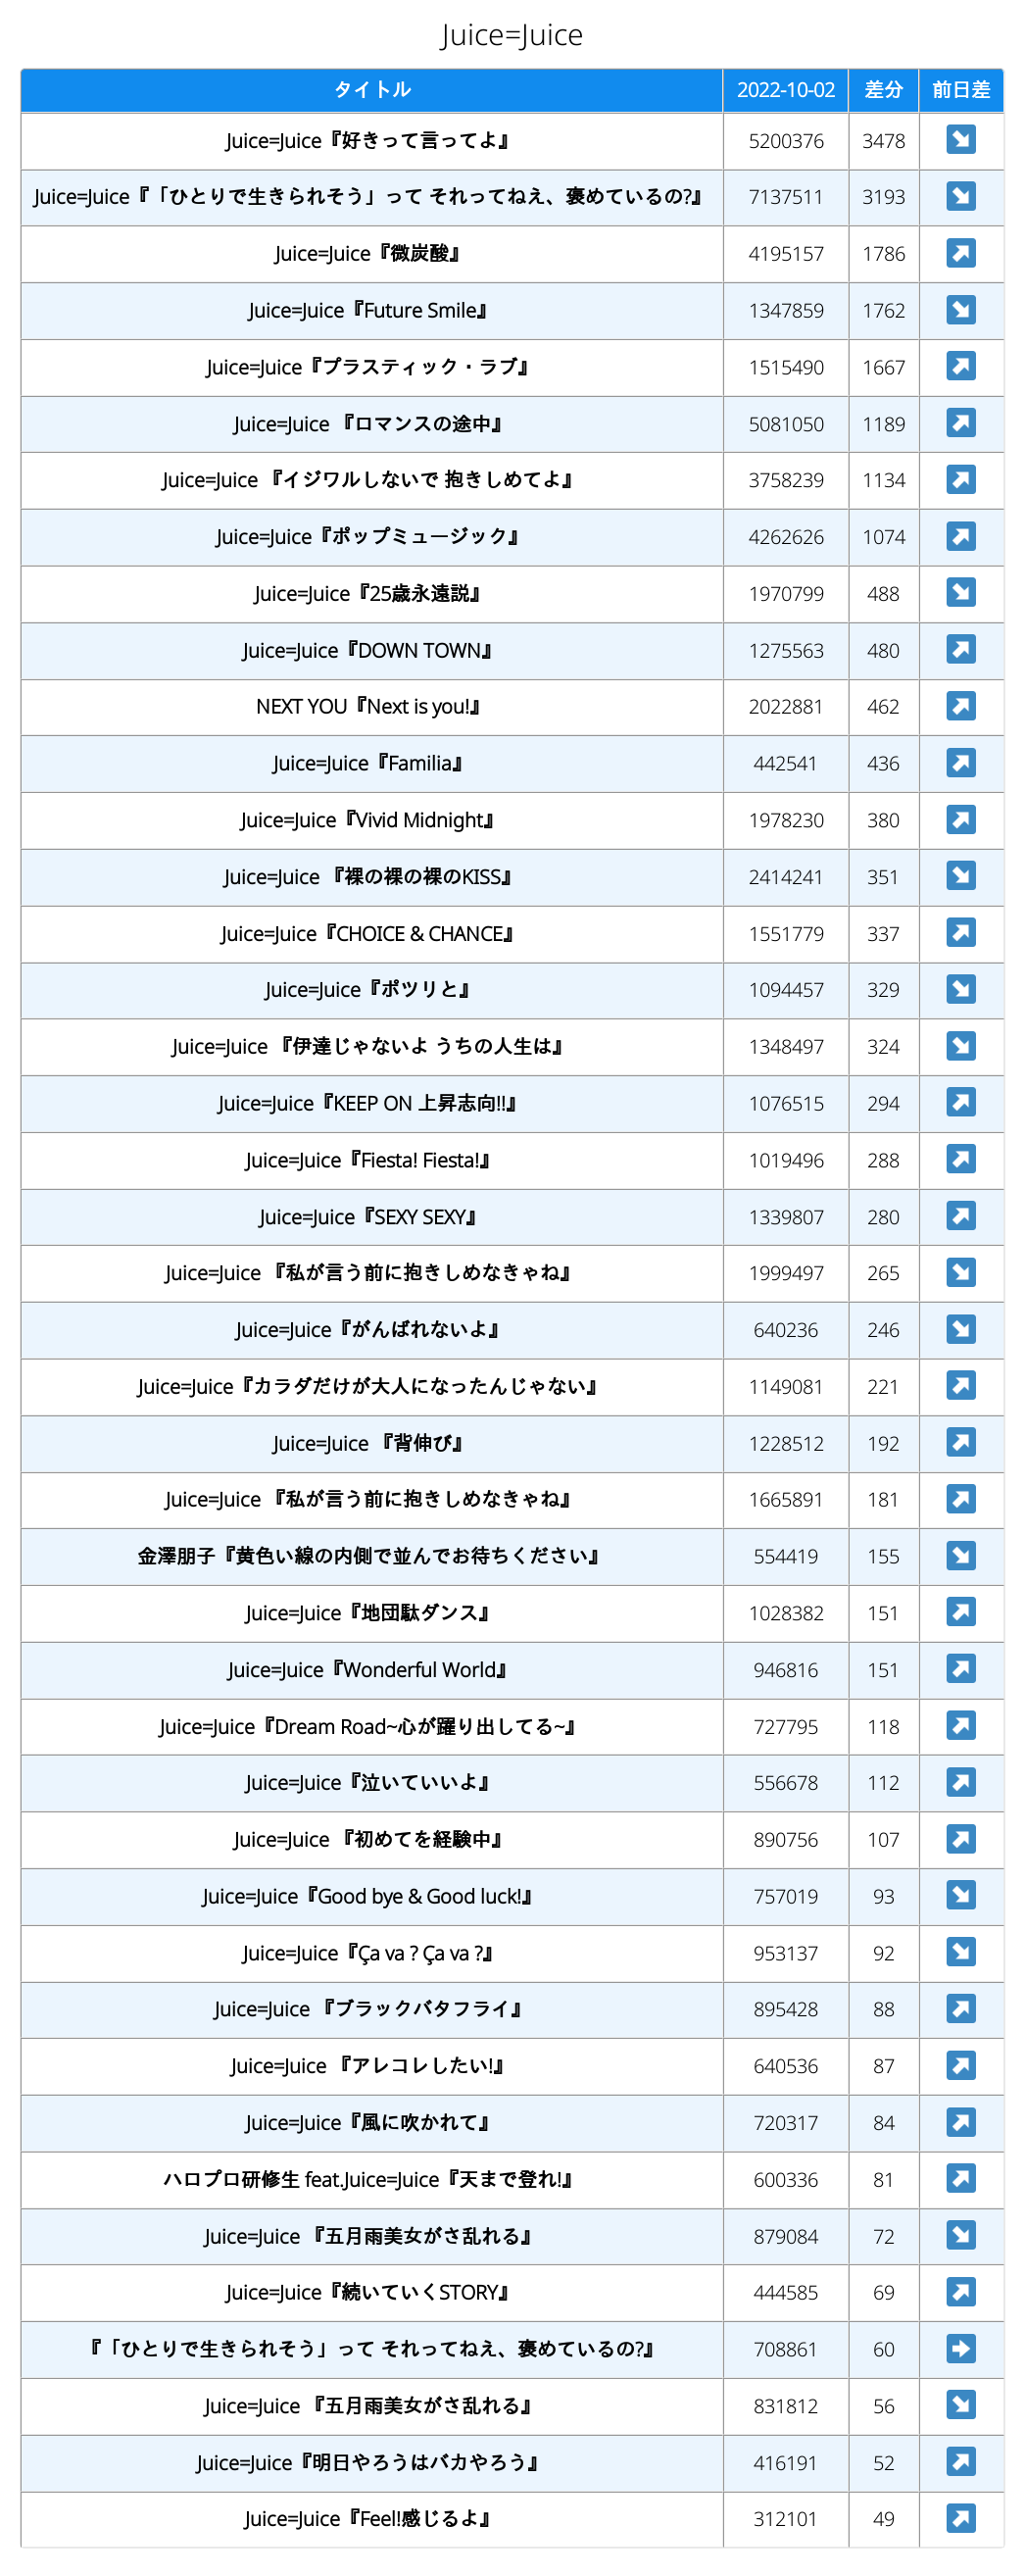 Juice=Juice
タイトル 2022-10-02 差分 前日差
Juice=Juice『好きって言ってよ』 5200376 3478 ↘
Juice=Juice『「ひとりで生きられそう」って それってねえ、褒めているの?』 7137511 3193 ↘
Juice=Juice『微炭酸』 4195157 1786 ↗
Juice=Juice『Future Smile』 1347859 1762 ↘
Juice=Juice『プラスティック・ラブ』 1515490 1667 ↗
Juice=Juice 『ロマンスの途中』 5081050 1189 ↗
Juice=Juice 『イジワルしないで 抱きしめてよ』 3758239 1134 ↗
Juice=Juice『ポップミュージック』 4262626 1074 ↗
Juice=Juice『25歳永遠説』 1970799 488 ↘
Juice=Juice『DOWN TOWN』 1275563 480 ↗
NEXT YOU『Next is you!』 2022881 462 ↗
Juice=Juice『Familia』 442541 436 ↗
Juice=Juice『Vivid Midnight』 1978230 380 ↗
Juice=Juice 『裸の裸の裸のKISS』 2414241 351 ↘
Juice=Juice『CHOICE & CHANCE』 1551779 337 ↗
Juice=Juice『ポツリと』 1094457 329 ↘
Juice=Juice 『伊達じゃないよ うちの人生は』 1348497 324 ↘
Juice=Juice『KEEP ON 上昇志向!!』 1076515 294 ↗
Juice=Juice『Fiesta! Fiesta!』 1019496 288 ↗
Juice=Juice『SEXY SEXY』 1339807 280 ↗
Juice=Juice 『私が言う前に抱きしめなきゃね』 1999497 265 ↘
Juice=Juice『がんばれないよ』 640236 246 ↘
Juice=Juice『カラダだけが大人になったんじゃない』 1149081 221 ↗
Juice=Juice 『背伸び』 1228512 192 ↗
Juice=Juice 『私が言う前に抱きしめなきゃね』 1665891 181 ↗
金澤朋子『黄色い線の内側で並んでお待ちください』 554419 155 ↘
Juice=Juice『地団駄ダンス』 1028382 151 ↗
Juice=Juice『Wonderful World』 946816 151 ↗
Juice=Juice『Dream Road~心が躍り出してる~』 727795 118 ↗
Juice=Juice『泣いていいよ』 556678 112 ↗
Juice=Juice 『初めてを経験中』 890756 107 ↗
Juice=Juice『Good bye & Good luck!』 757019 93 ↘
Juice=Juice『Ça va ? Ça va ?』 953137 92 ↘
Juice=Juice 『ブラックバタフライ』 895428 88 ↗
Juice=Juice 『アレコレしたい!』 640536 87 ↗
Juice=Juice『風に吹かれて』 720317 84 ↗
ハロプロ研修生 feat.Juice=Juice『天まで登れ!』 600336 81 ↗
Juice=Juice 『五月雨美女がさ乱れる』 879084 72 ↘
Juice=Juice『続いていくSTORY』 444585 69 ↗
『「ひとりで生きられそう」って それってねえ、褒めているの?』 708861 60 ➡
Juice=Juice 『五月雨美女がさ乱れる』 831812 56 ↘
Juice=Juice『明日やろうはバカやろう』 416191 52 ↗
Juice=Juice『Feel!感じるよ』 312101 49 ↗